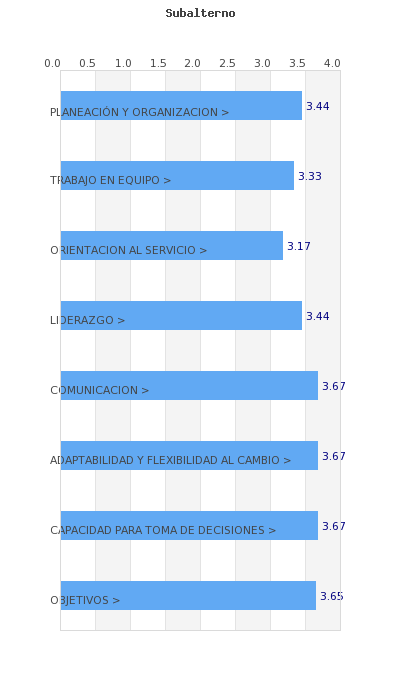 Subalterno
0.0 0.5 1.0 1.5 2.0 2.5 3.0 3.5 4.0
PLANEACIÓN Y ORGANIZACION > 3.44
TRABAJO EN EQUIPO > 3.33
ORIENTACION AL SERVICIO > 3.17
LIDERAZGO > 3.44
COMUNICACION > 3.67
ADAPTABILIDAD Y FLEXIBILIDAD AL CAMBIO > 3.67
CAPACIDAD PARA TOMA DE DECISIONES > 3.67
OBJETIVOS > 3.65